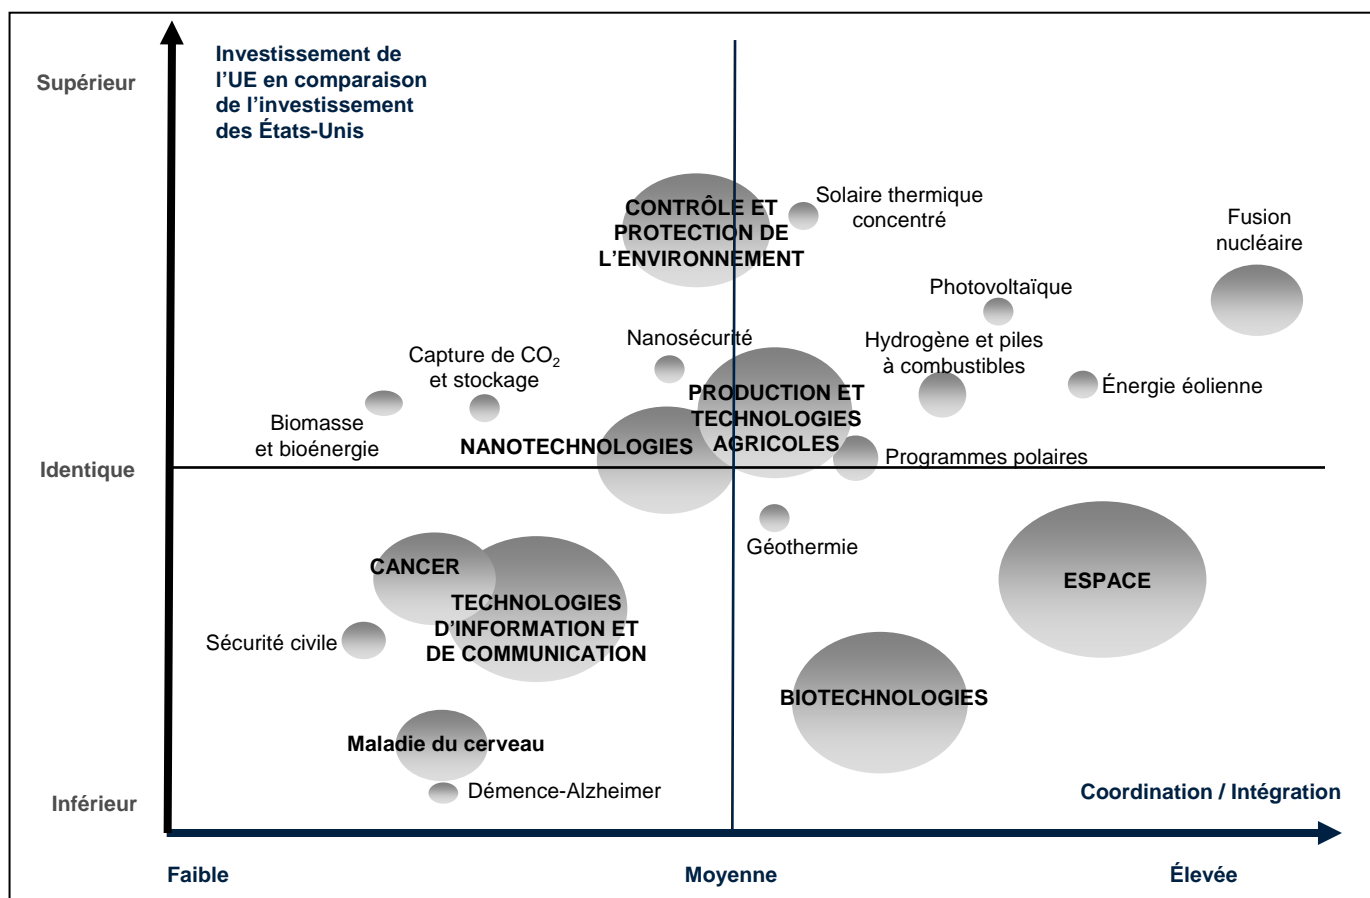 Investissement de
l’UE en comparaison
de l’investissement
des États-Unis
Supérieur
CONTRÔLE ET
PROTECTION DE
L’ENVIRONNEMENT
Solaire thermique
concentré
Fusion
nucléaire
Photovoltaïque
Nanosécurité
Hydrogène et piles
à combustibles
Capture de CO2
et stockage
Énergie éolienne
PRODUCTION ET
TECHNOLOGIES
AGRICOLES
Biomasse
et bioénergie
NANOTECHNOLOGIES
Programmes polaires
Identique
Géothermie
CANCER
ESPACE
TECHNOLOGIES
D’INFORMATION ET
DE COMMUNICATION
Sécurité civile
BIOTECHNOLOGIES
Maladie du cerveau
Démence-Alzheimer
Coordination / Intégration
Inférieur
Faible
Moyenne
Élevée